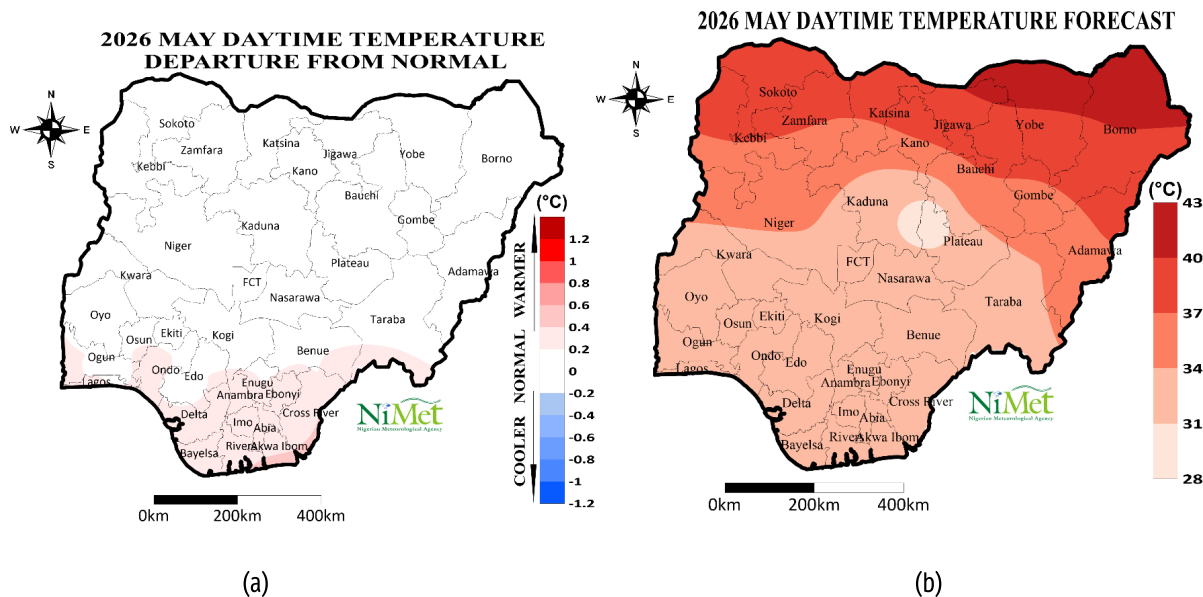 2026 MAY DAYTIME TEMPERATURE
DEPARTURE FROM NORMAL
N
W
E
S
Sokoto
Zamfara
Katsina
Kebbi
Jigawa
Kano
Yobe
Borno
Bauchi
Gombe
Kaduna
Niger
Plateau
Adamawa
Kwara
FCT
Nasarawa
Oyo
Taraba
Ekiti
Kogi
Osun
Benue
Ogun
Ondo
Edo
Lagos
Enugu
Anambra
Ebonyi
Delta
Cross River
Imo
Abia
Rivers
Akwa Ibom
Bayelsa
NiMet
Nigerian Meteorological Agency
0km
200km
400km
(°C)
1.2
1
0.8
0.6
0.4
0.2
0
-0.2
-0.4
-0.6
-0.8
-1
-1.2
WARMER
NORMAL
COOLER
(a)
2026 MAY DAYTIME TEMPERATURE FORECAST
N
W
E
S
Sokoto
Zamfara
Katsina
Kebbi
Jigawa
Yobe
Borno
Kano
Bauchi
Gombe
Kaduna
Niger
Plateau
Adamawa
Kwara
FCT
Nasarawa
Oyo
Taraba
Osun
Ekiti
Kogi
Benue
Ogun
Ondo
Edo
Lagos
Enugu
Anambra
Ebonyi
Delta
Cross River
Imo
Abia
Rivers
Akwa Ibom
Bayelsa
NiMet
Nigerian Meteorological Agency
0km
200km
400km
(°C)
43
40
37
34
31
28
(b)